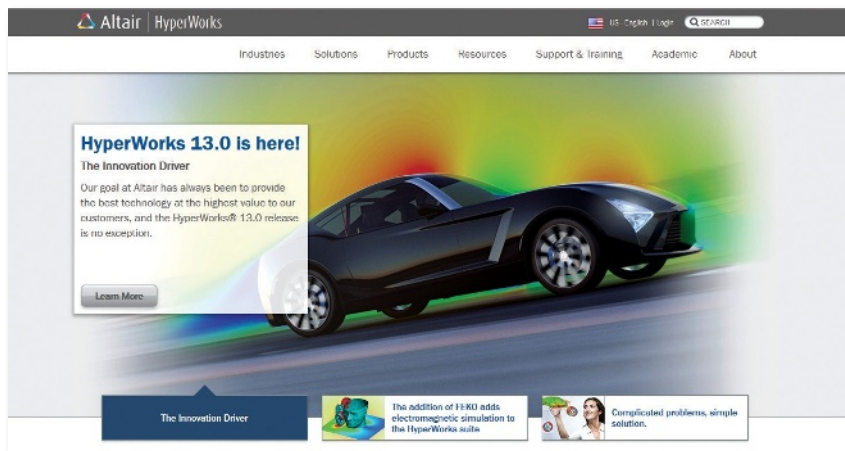 Altair | HyperWorks
US English | Login SEARCH
Industries Solutions Products Resources Support & Training Academic About
HyperWorks 13.0 is here!
The Innovation Driver
Our goal at Altair has always been to provide
the best technology at the highest value to our
customers, and the HyperWorks® 13.0 release
is no exception.
Learn More
The Innovation Driver
The addition of FEKO adds
electromagnetic simulation to
the HyperWorks suite
Complicated problems, simple
solution.